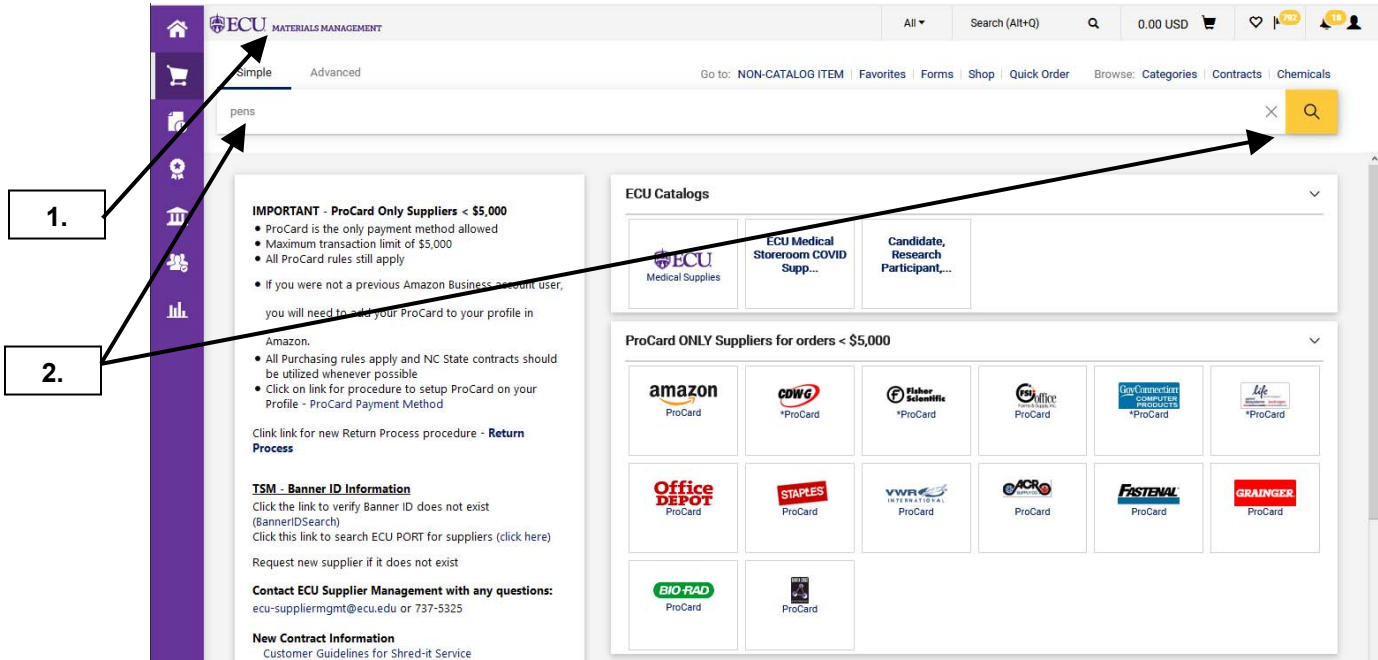 ECU MATERIALS MANAGEMENT
All
Search (Alt+Q)
0.00 USD
792
18
Simple
Advanced
Go to: NON-CATALOG ITEM | Favorites | Forms | Shop | Quick Order
Browse: Categories | Contracts | Chemicals
pens
1.
2.
IMPORTANT - ProCard Only Suppliers < $5,000
• ProCard is the only payment method allowed
• Maximum transaction limit of $5,000
• All ProCard rules still apply
• If you were not a previous Amazon Business account user,
you will need to add your ProCard to your profile in
Amazon.
• All Purchasing rules apply and NC State contracts should
be utilized whenever possible
• Click on link for procedure to setup ProCard on your
Profile - ProCard Payment Method
Clink link for new Return Process procedure - Return
Process
TSM - Banner ID Information
Click the link to verify Banner ID does not exist
(BannerIDSearch)
Click this link to search ECU PORT for suppliers (click here)
Request new supplier if it does not exist
Contact ECU Supplier Management with any questions:
ecu-suppliermgmt@ecu.edu or 737-5325
New Contract Information
Customer Guidelines for Shred-it Service
ECU Catalogs
ECU
Medical Supplies
ECU Medical
Storeroom COVID
Supp...
Candidate,
Research
Participant,...
ProCard ONLY Suppliers for orders < $5,000
amazon
ProCard
CDWG
*ProCard
Fisher
Scientific
*ProCard
FSIoffice
ProCard
GovConnection
COMPUTER
PRODUCTS
*ProCard
life
*ProCard
Office
DEPOT
ProCard
STAPLES
ProCard
VWR
INTERNATIONAL
ProCard
ACR
SUPPLY CO.
ProCard
FASTENAL
ProCard
GRAINGER
ProCard
BIO-RAD
ProCard
ProCard